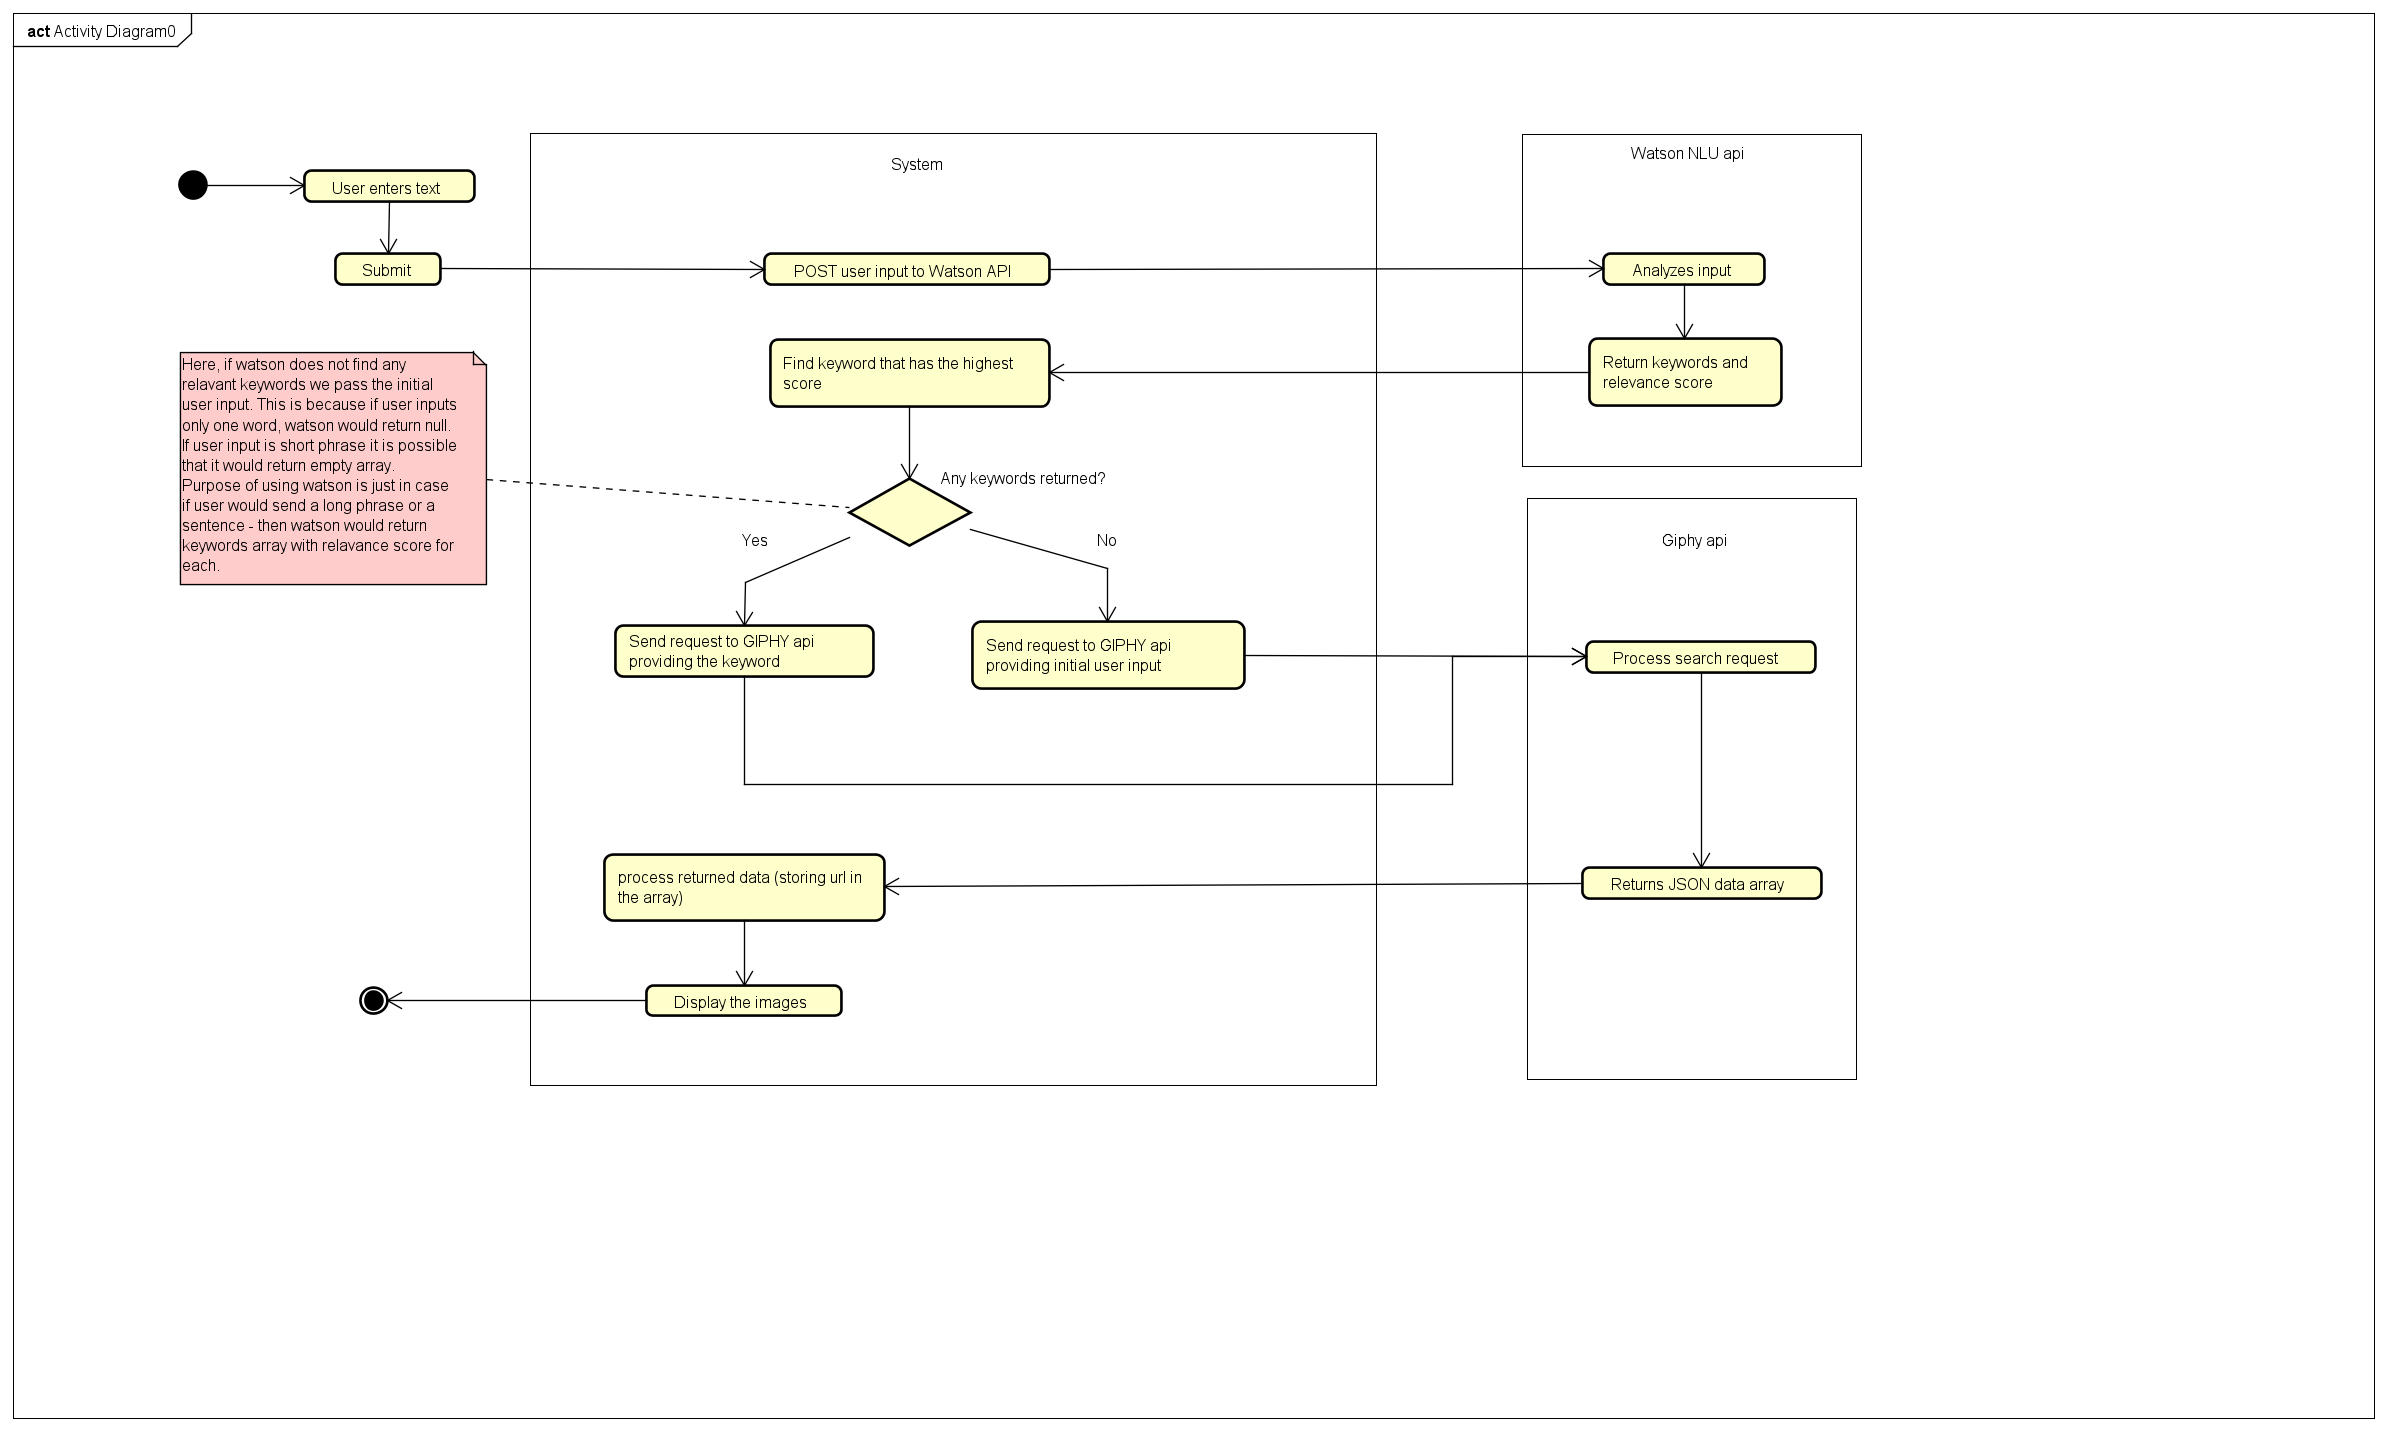 act Activity Diagram0
System
Watson NLU api
User enters text
Submit
POST user input to Watson API
Analyzes input
Find keyword that has the highest
score
Return keywords and
relevance score
Here, if watson does not find any
relavant keywords we pass the initial
user input. This is because if user inputs
only one word, watson would return null.
If user input is short phrase it is possible
that it would return empty array.
Purpose of using watson is just in case
if user would send a long phrase or a
sentence - then watson would return
keywords array with relavance score for
each.
Any keywords returned?
Yes
No
Giphy api
Send request to GIPHY api
providing the keyword
Send request to GIPHY api
providing initial user input
Process search request
process returned data (storing url in
the array)
Returns JSON data array
Display the images